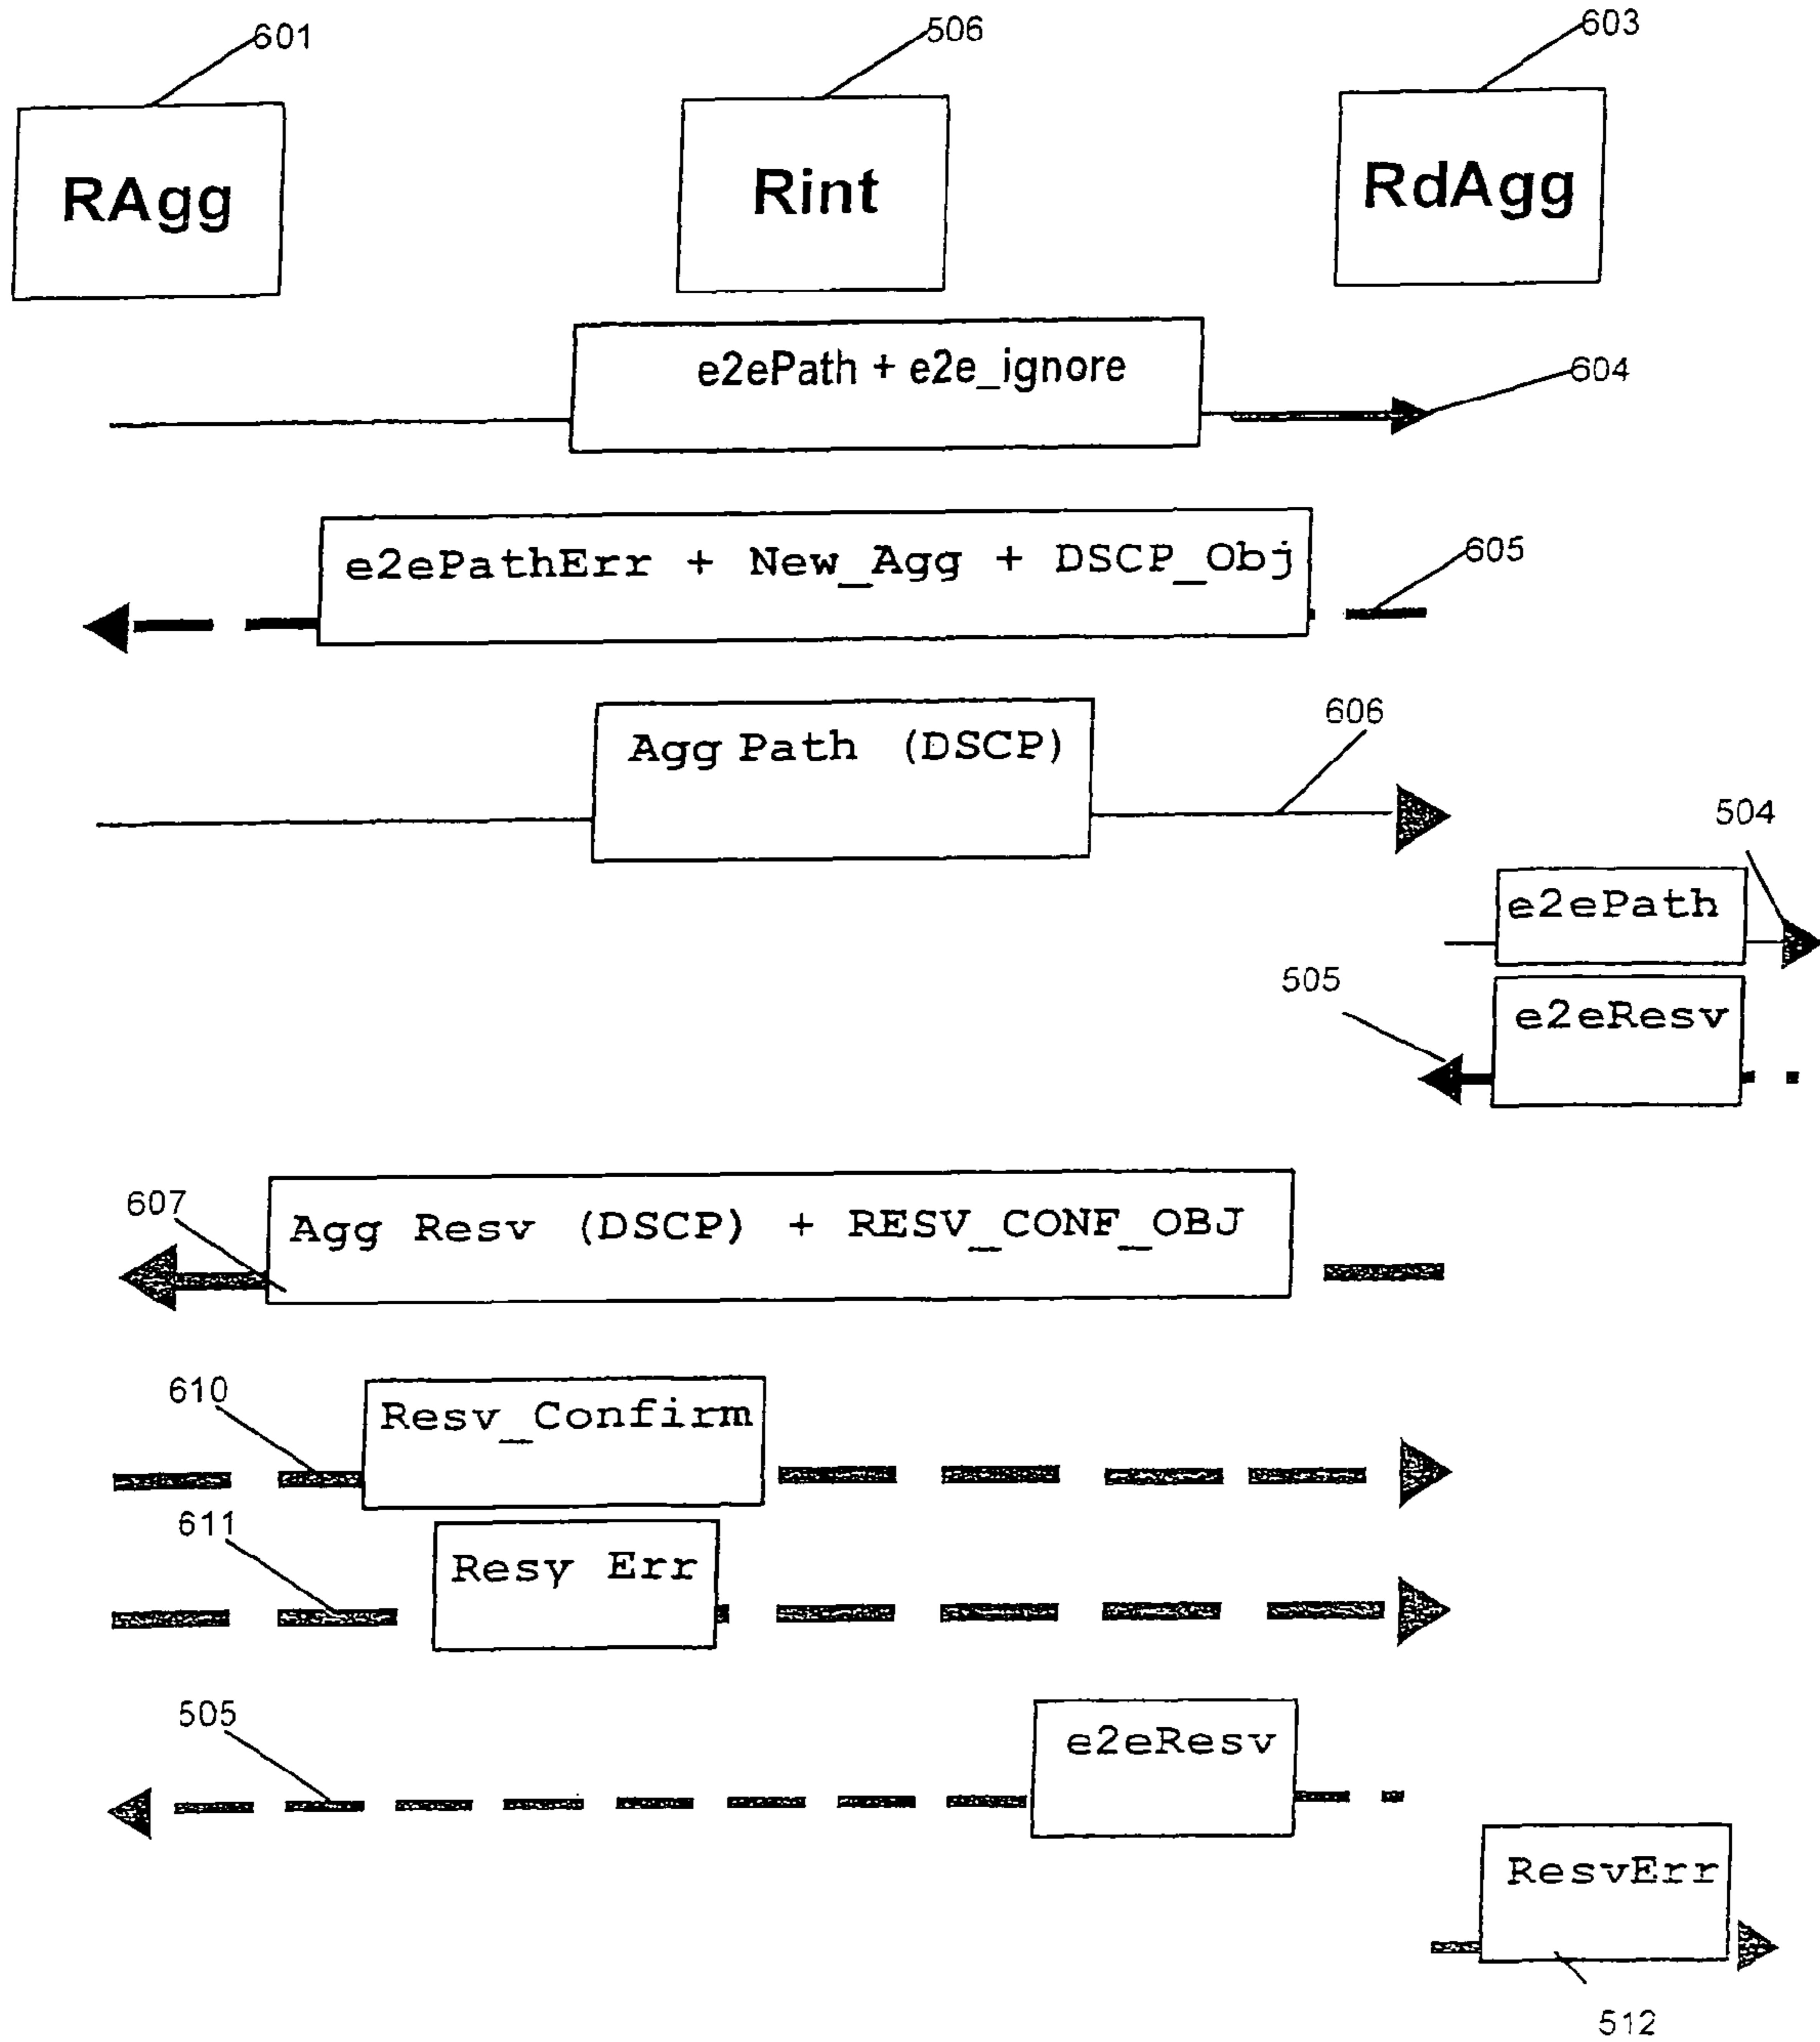 601
506
603
RAgg
Rint
RdAgg
e2ePath + e2e_ignore
604
e2ePathErr + New_Agg + DSCP_Obj
605
Agg Path (DSCP)
606
504
e2ePath
505
e2eResv
607
Agg Resv (DSCP) + RESV_CONF_OBJ
610
Resv_Confirm
611
Resy Err
505
e2eResv
ResvErr
512